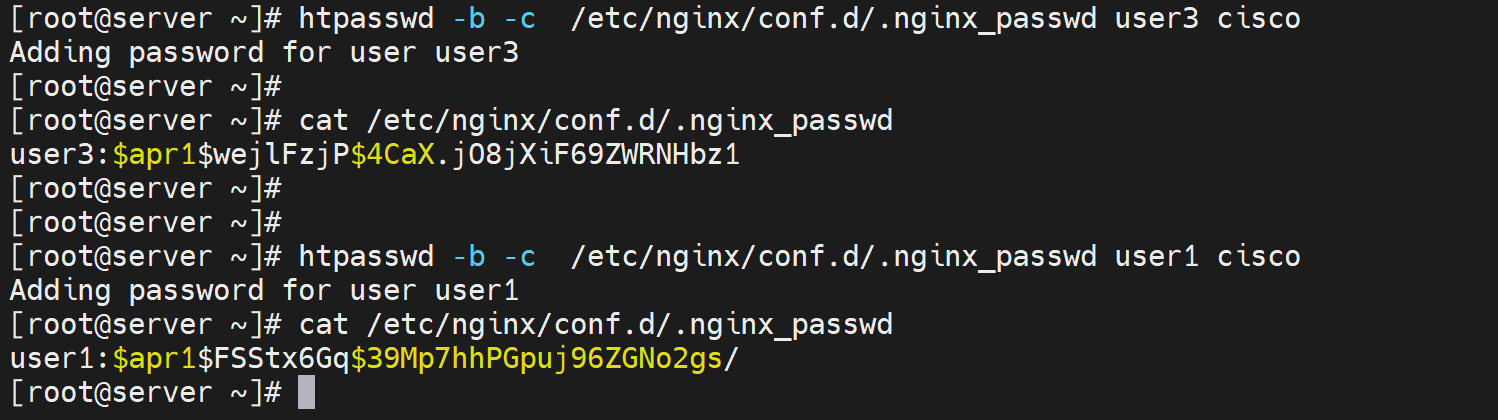 [root@server ~]# htpasswd -b -c  /etc/nginx/conf.d/.nginx_passwd user3 cisco
Adding password for user user3
[root@server ~]#
[root@server ~]# cat /etc/nginx/conf.d/.nginx_passwd
user3:$apr1$wejlFzjP$4CaX.jO8jXiF69ZWRNHbz1
[root@server ~]#
[root@server ~]#
[root@server ~]# htpasswd -b -c  /etc/nginx/conf.d/.nginx_passwd user1 cisco
Adding password for user user1
[root@server ~]# cat /etc/nginx/conf.d/.nginx_passwd
user1:$apr1$FSStx6Gq$39Mp7hhPGpuj96ZGNo2gs/
[root@server ~]#